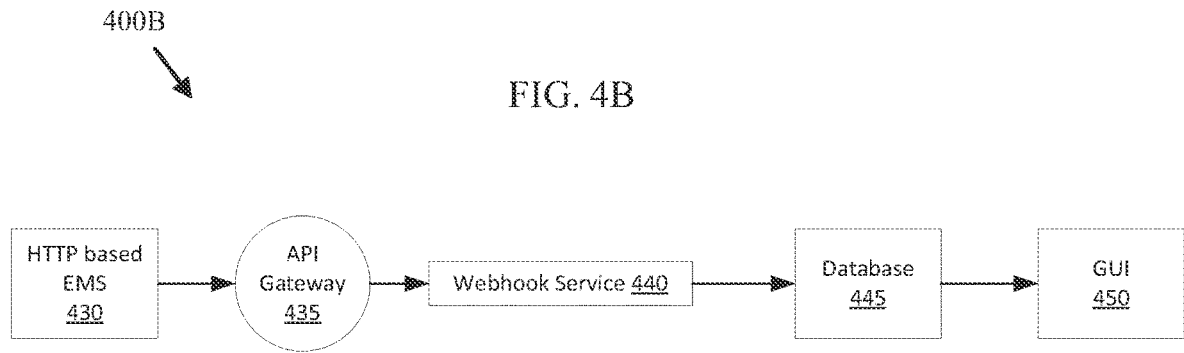 400B
FIG. 4B
HTTP based
EMS
430
API
Gateway
435
Webhook Service 440
Database
445
GUI
450